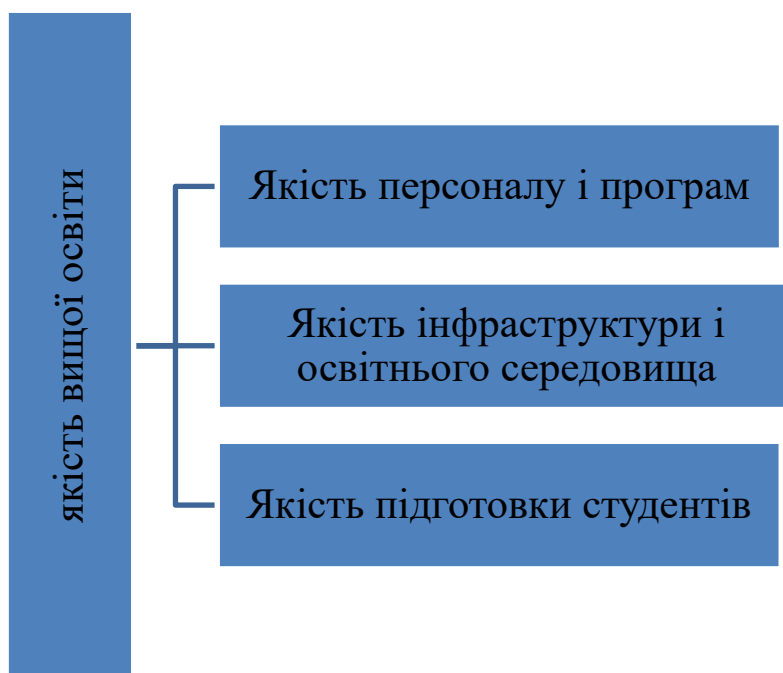 якість вищої освіти
Якість персоналу і програм
Якість інфраструктури і
освітнього середовища
Якість підготовки студентів